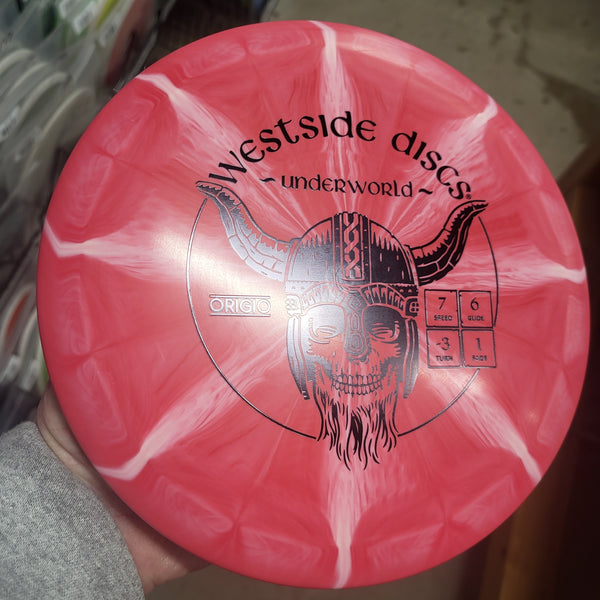 Westside Discs®
~ underworld ~
ORIGIO
7 6
SPEED GLIDE
-3 1
TURN FADE